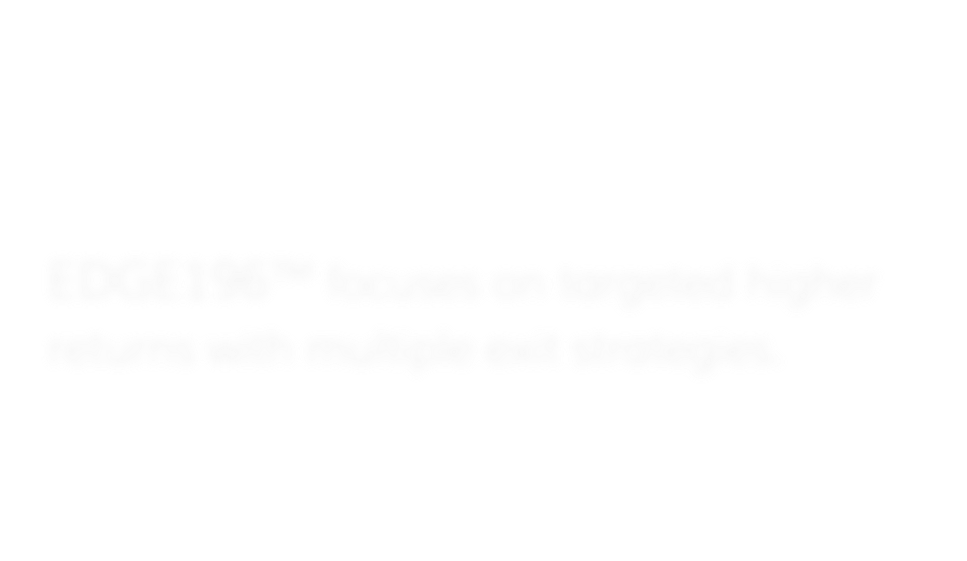 EDGE196™ focuses on targeted higher
returns with multiple exit strategies.